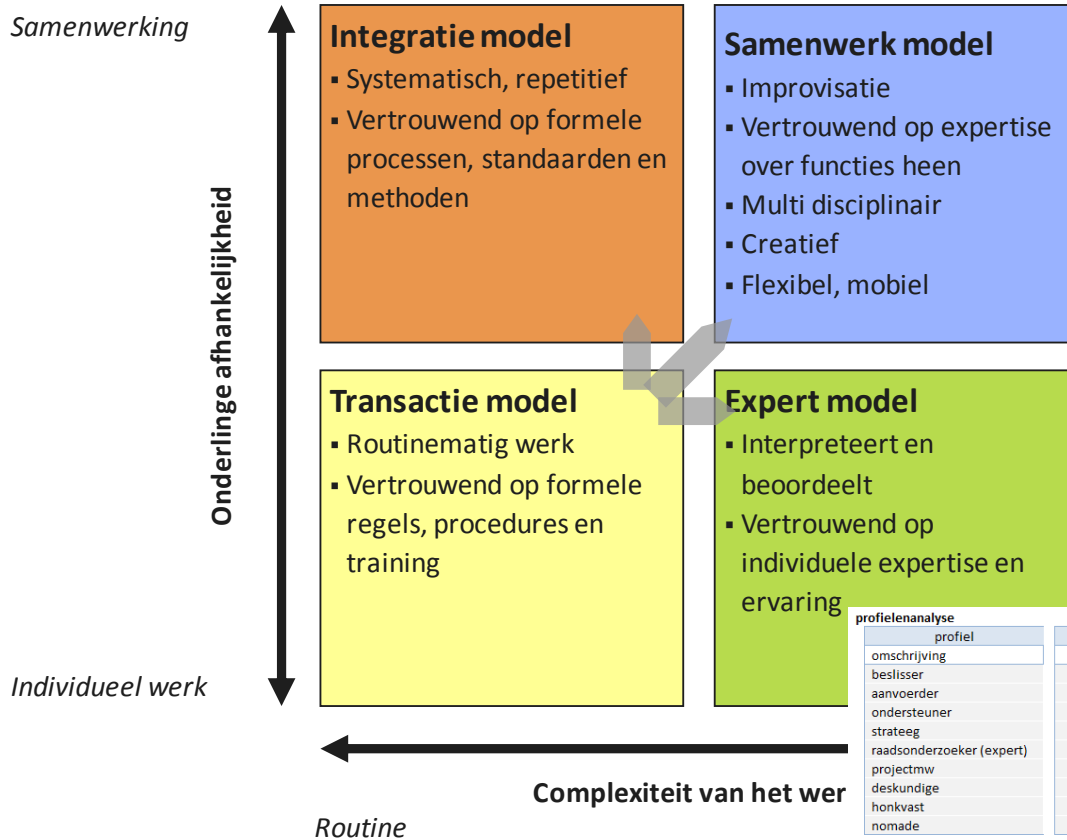 Samenwerking
Onderlinge afhankelijkheid
Individueel werk
Integratie model
▪ Systematisch, repetitief
▪ Vertrouwend op formele
processen, standaarden en
methoden
Samenwerk model
▪ Improvisatie
▪ Vertrouwend op expertise
over functies heen
▪ Multi disciplinair
▪ Creatief
▪ Flexibel, mobiel
Transactie model
▪ Routinematig werk
▪ Vertrouwend op formele
regels, procedures en
training
Expert model
▪ Interpreteert en
beoordeelt
▪ Vertrouwend op
individuele expertise en
ervaring
profielenanalyse
profiel
omschrijving
beslisser
aanvoerder
ondersteuner
strateeg
raadsonderzoeker (expert)
projectmw
deskundige
honkvast
nomade
Complexiteit van het wer
Routine